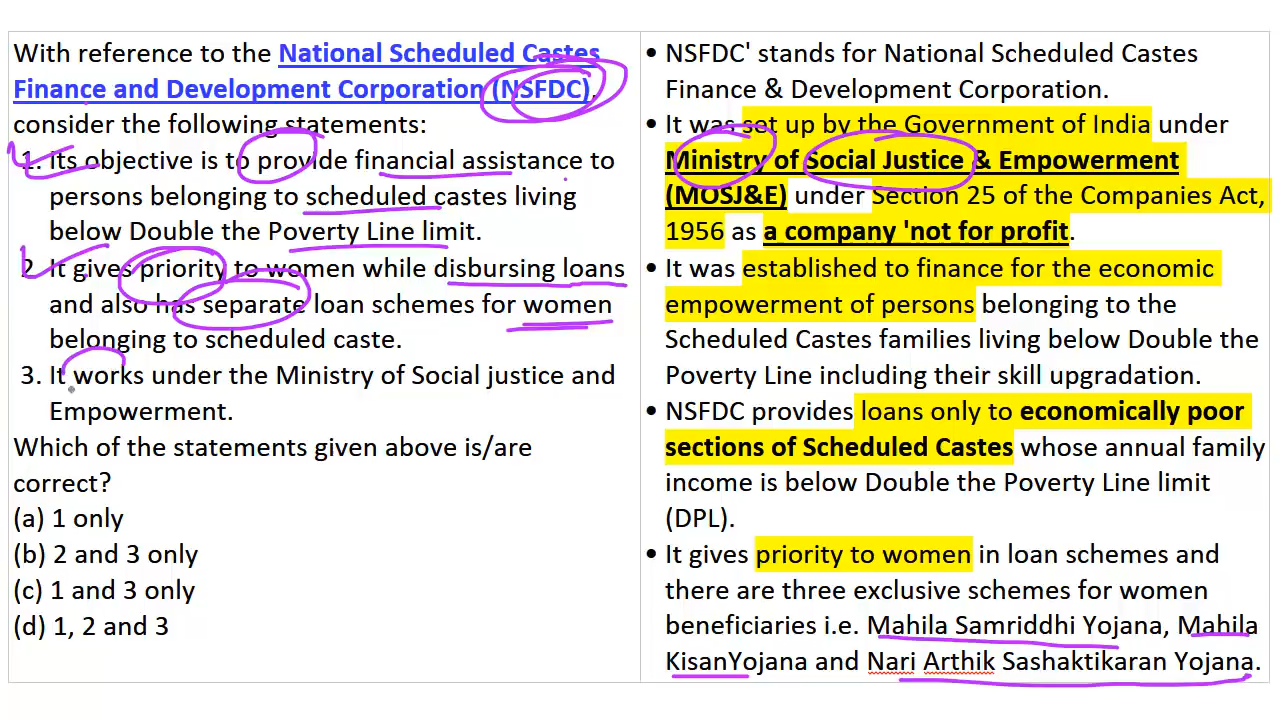 With reference to the National Scheduled Castes
Finance and Development Corporation (NSFDC),
consider the following statements:
1. Its objective is to provide financial assistance to
persons belonging to scheduled castes living
below Double the Poverty Line limit.
2. It gives priority to women while disbursing loans
and also has separate loan schemes for women
belonging to scheduled caste.
3. It works under the Ministry of Social justice and
Empowerment.
Which of the statements given above is/are
correct?
(a) 1 only
(b) 2 and 3 only
(c) 1 and 3 only
(d) 1, 2 and 3
• NSFDC' stands for National Scheduled Castes
Finance & Development Corporation.
• It was set up by the Government of India under
Ministry of Social Justice & Empowerment
(MOSJ&E) under Section 25 of the Companies Act,
1956 as a company 'not for profit.
• It was established to finance for the economic
empowerment of persons belonging to the
Scheduled Castes families living below Double the
Poverty Line including their skill upgradation.
• NSFDC provides loans only to economically poor
sections of Scheduled Castes whose annual family
income is below Double the Poverty Line limit
(DPL).
• It gives priority to women in loan schemes and
there are three exclusive schemes for women
beneficiaries i.e. Mahila Samriddhi Yojana, Mahila
KisanYojana and Nari Arthik Sashaktikaran Yojana.